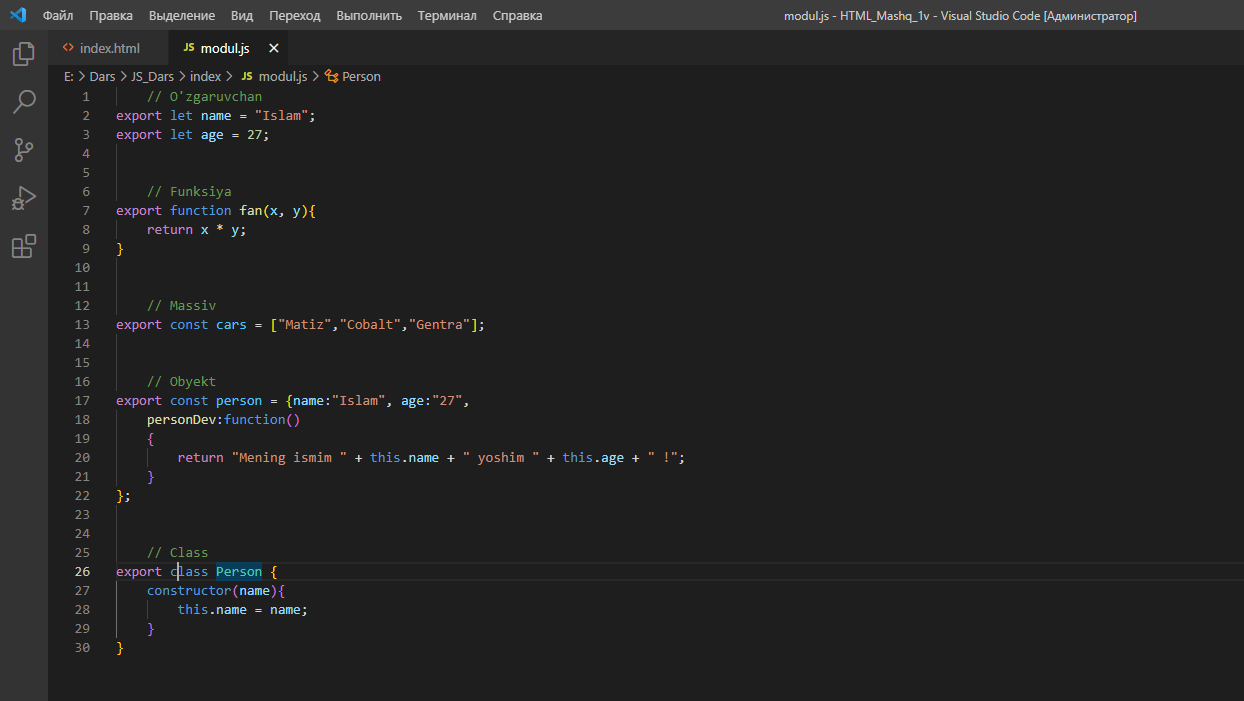 Файл Правка Выделение Вид Переход Выполнить Терминал Справка modul.js - HTML_Mashq_1v - Visual Studio Code [Администратор]
<> index.html JS modul.js ×
E: > Dars > JS_Dars > index > JS modul.js > Person
1 // O'zgaruvchan
2 export let name = "Islam";
3 export let age = 27;
4
5
6 // Funksiya
7 export function fan(x, y){
8 return x * y;
9 }
10
11
12 // Massiv
13 export const cars = ["Matiz","Cobalt","Gentra"];
14
15
16 // Obyekt
17 export const person = {name:"Islam", age:"27",
18 personDev:function()
19 {
20 return "Mening ismim " + this.name + " yoshim " + this.age + " !";
21 }
22 };
23
24
25 // Class
26 export class Person {
27 constructor(name){
28 this.name = name;
29 }
30 }